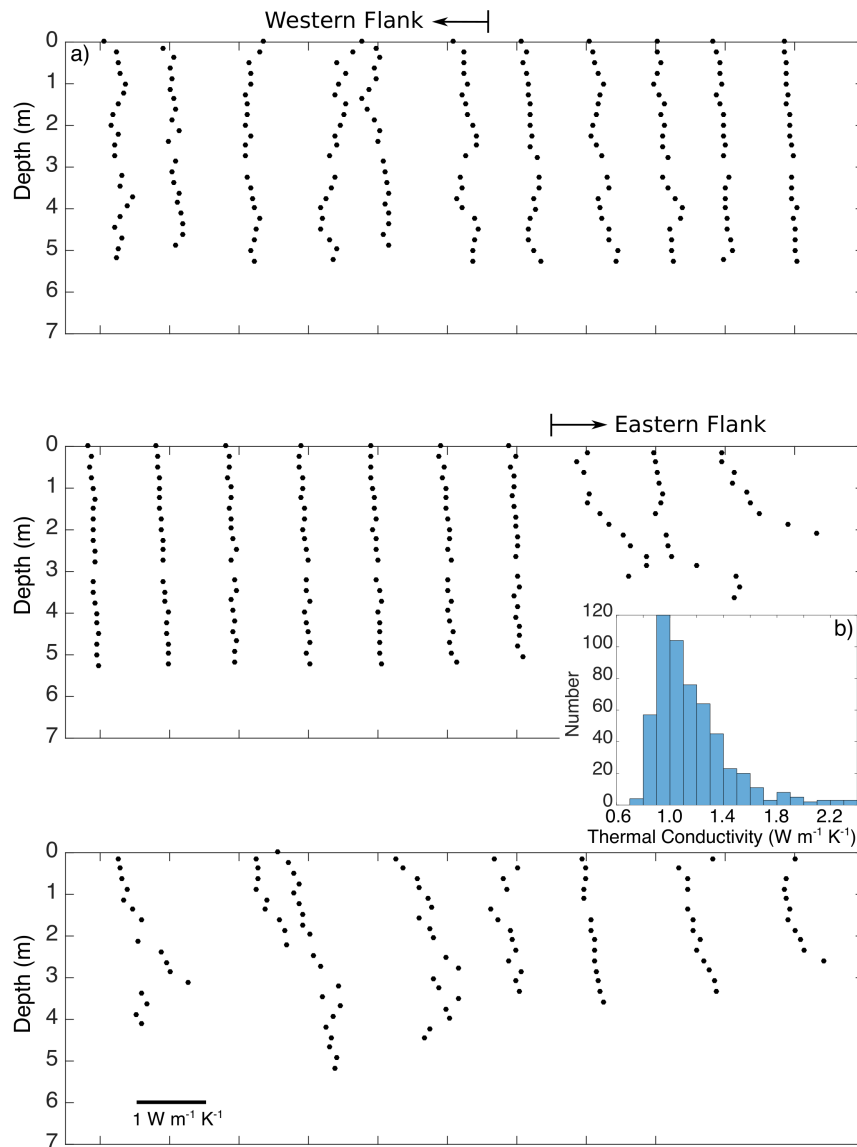 Western Flank
a)
Depth (m)
0
1
2
3
4
5
6
7
Eastern Flank
Depth (m)
0
1
2
3
4
5
6
7
b)
Number
120
100
80
60
40
20
0
0.6 1.0 1.4 1.8 2.2
Thermal Conductivity (W m⁻¹ K⁻¹)
Depth (m)
0
1
2
3
4
5
6
7
1 W m⁻¹ K⁻¹